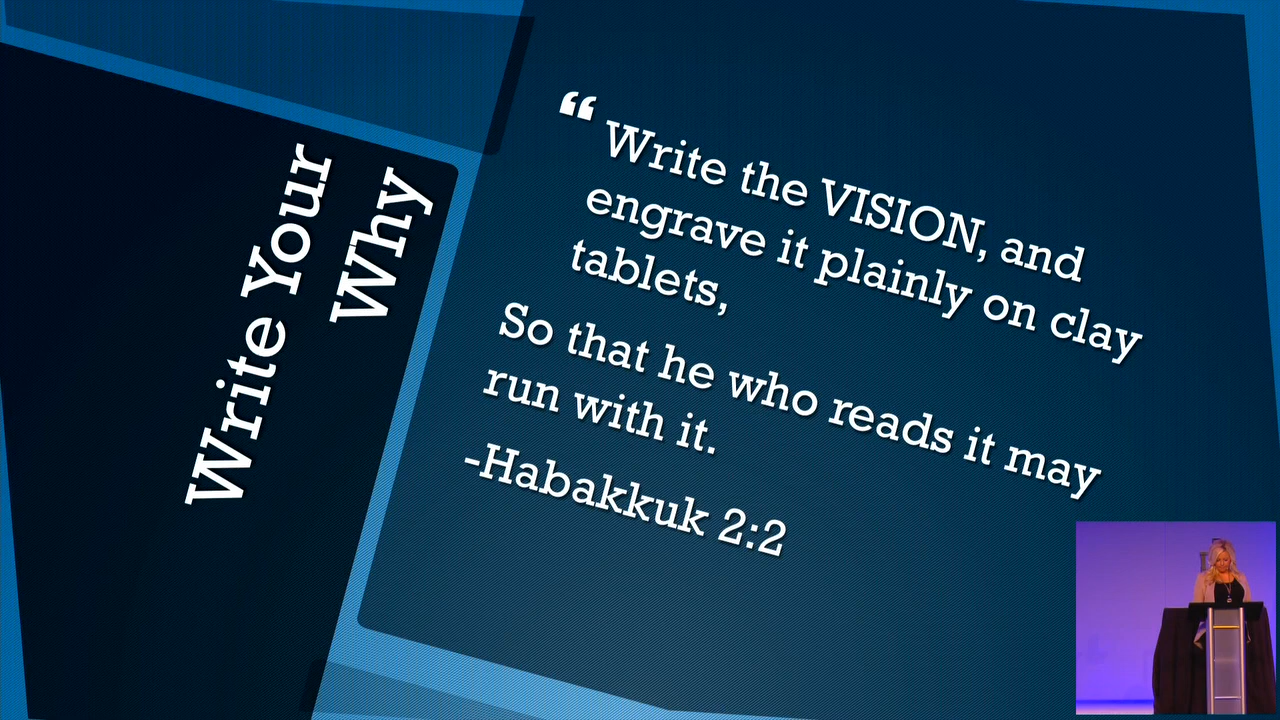 Write Your
Why
“ Write the VISION, and
engrave it plainly on clay
tablets,
So that he who reads it may
run with it.
-Habakkuk 2:2